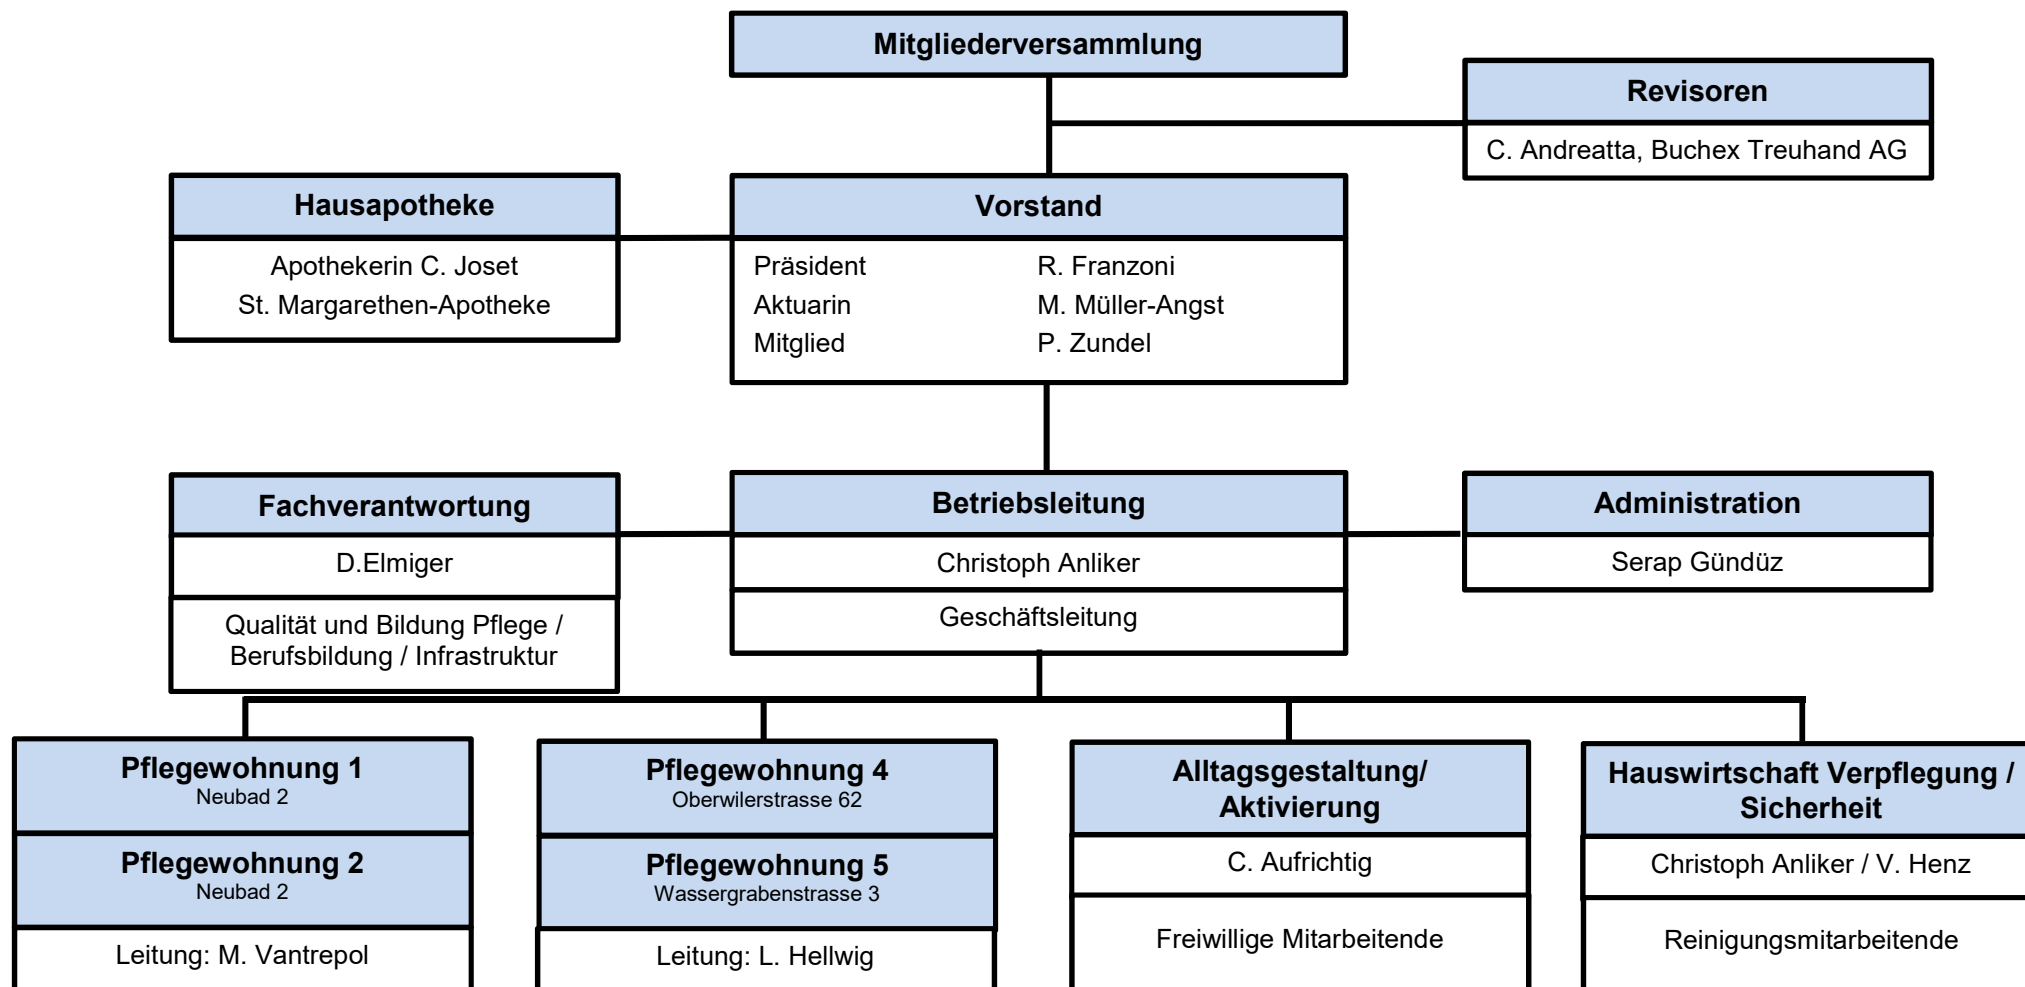 Mitgliederversammlung
Revisoren
C. Andreatta, Buchex Treuhand AG
Hausapotheke
Apothekerin C. Joset
St. Margarethen-Apotheke
Vorstand
Präsident R. Franzoni
Aktuarin M. Müller-Angst
Mitglied P. Zundel
Fachverantwortung
D.Elmiger
Qualität und Bildung Pflege /
Berufsbildung / Infrastruktur
Betriebsleitung
Christoph Anliker
Geschäftsleitung
Administration
Serap Gündüz
Pflegewohnung 1
Neubad 2
Pflegewohnung 2
Neubad 2
Leitung: M. Vantrepol
Pflegewohnung 4
Oberwilerstrasse 62
Pflegewohnung 5
Wassergrabenstrasse 3
Leitung: L. Hellwig
Alltagsgestaltung/
Aktivierung
C. Aufrichtig
Freiwillige Mitarbeitende
Hauswirtschaft Verpflegung /
Sicherheit
Christoph Anliker / V. Henz
Reinigungsmitarbeitende